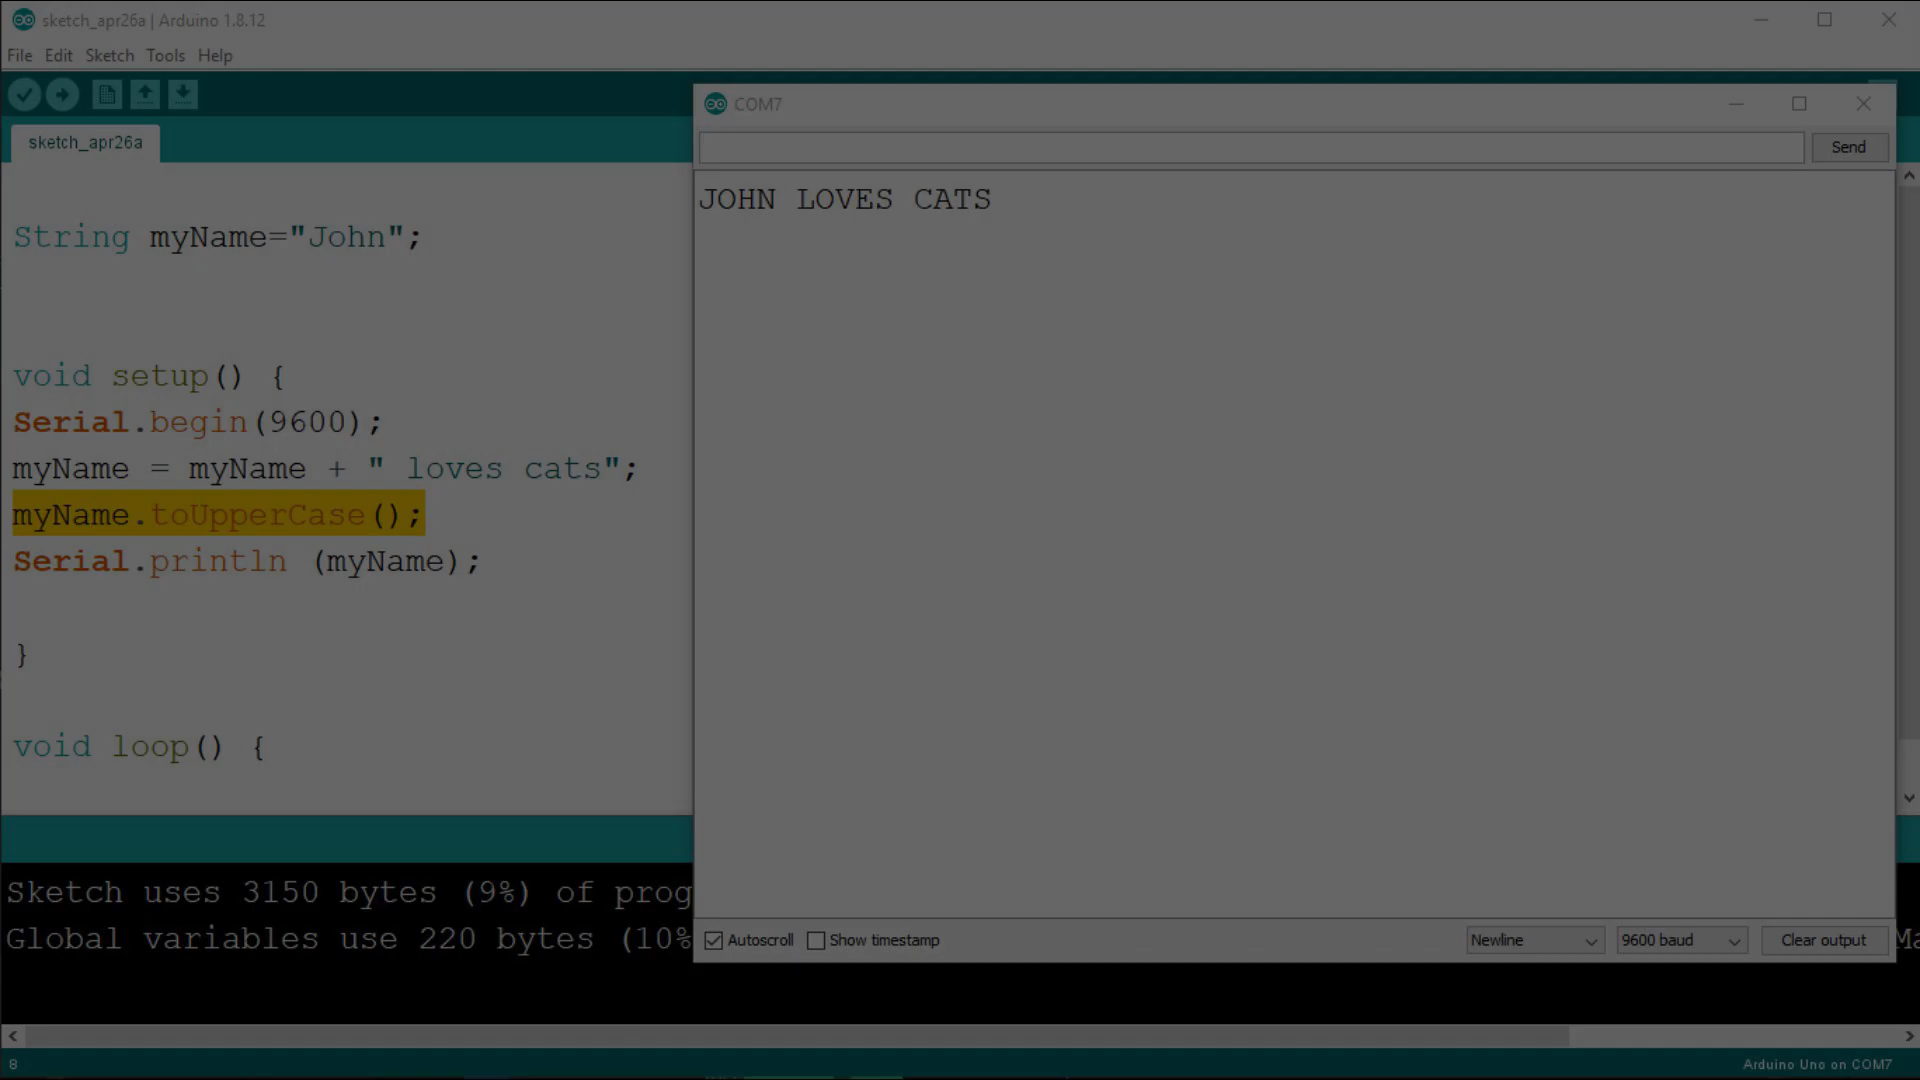 sketch_apr26a | Arduino 1.8.12
File Edit Sketch Tools Help
sketch_apr26a
String myName="John";
void setup() {
Serial.begin(9600);
myName = myName + " loves cats";
myName.toUpperCase();
Serial.println (myName);
}
void loop() {
COM7
Send
JOHN LOVES CATS
Autoscroll Show timestamp
Newline
9600 baud
Clear output
Sketch uses 3150 bytes (9%) of prog
Global variables use 220 bytes (10%
Ma
8
Arduino Uno on COM7